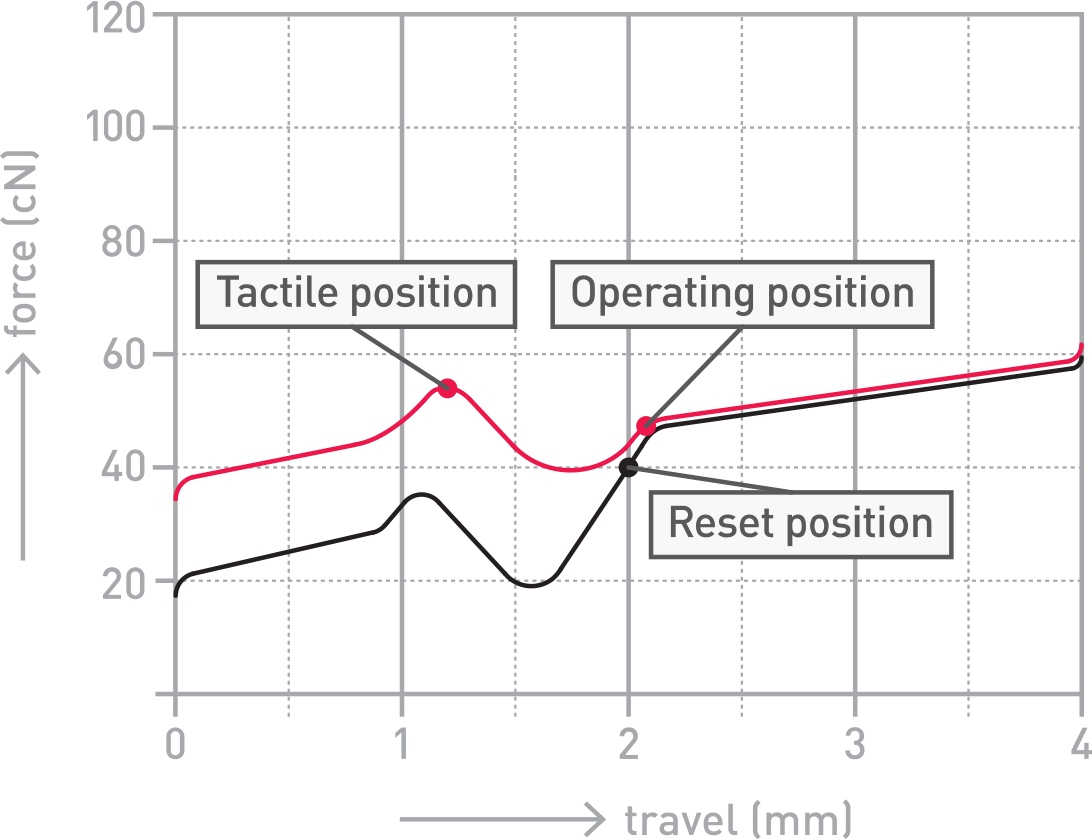 120
100
80
60
40
20
force (cN)
Tactile position
Operating position
Reset position
0 1 2 3 4
travel (mm)